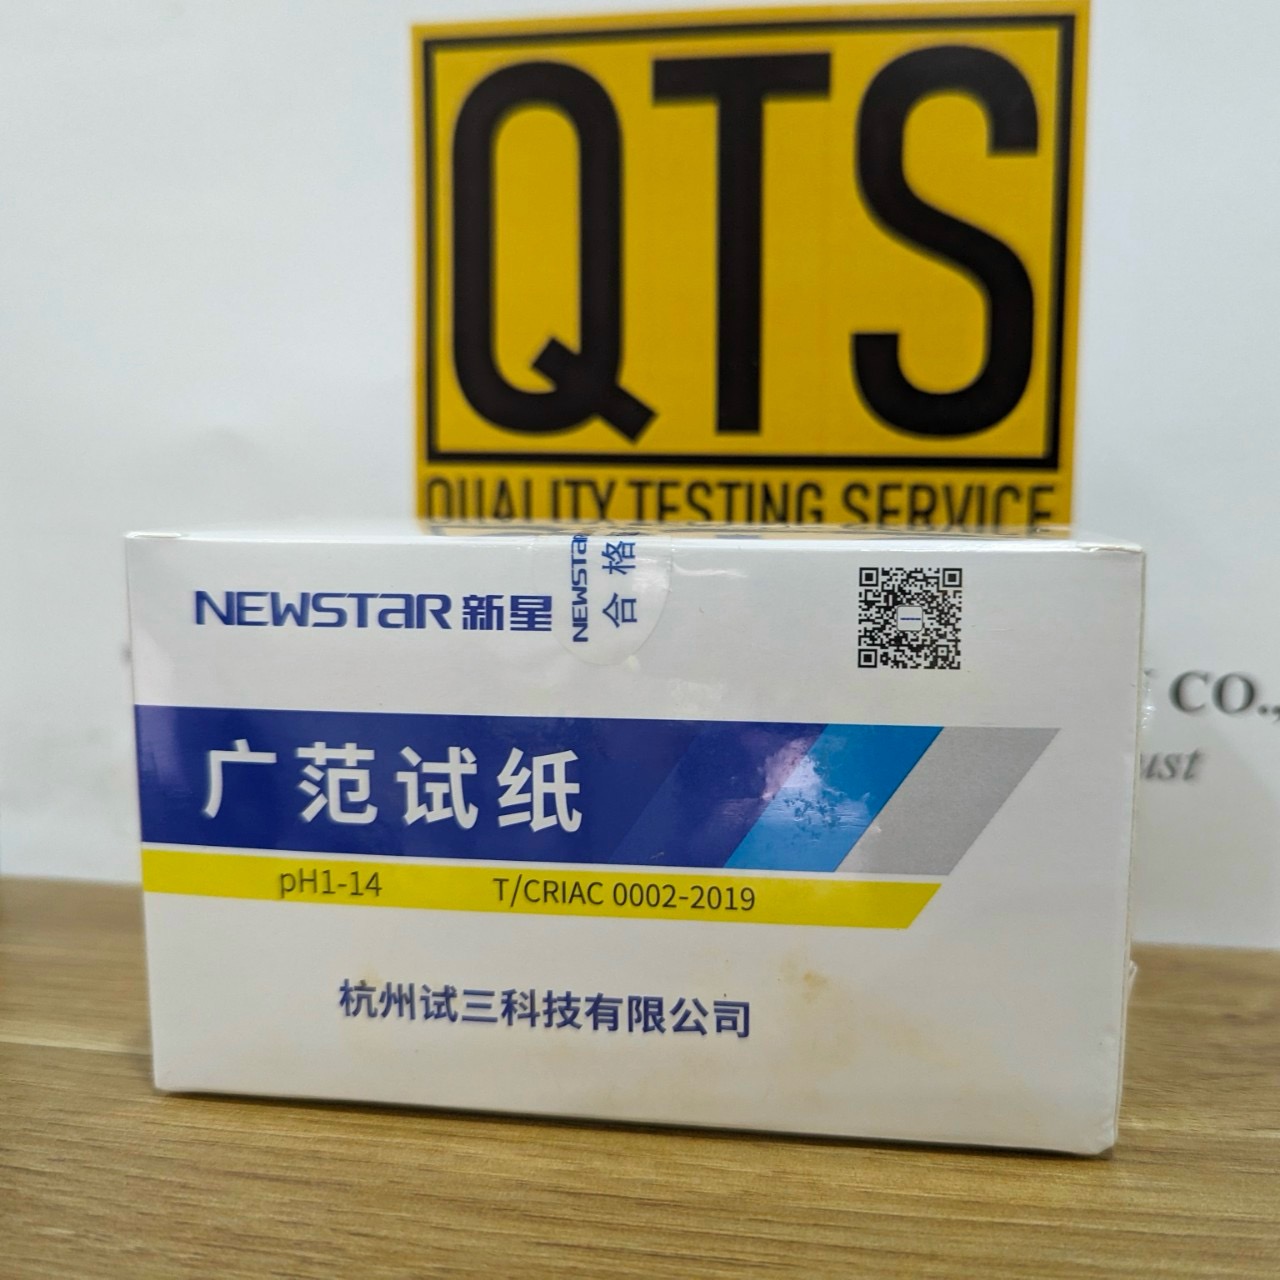 QTS
QUALITY TESTING SERVICE
NEWSTAR 新星
NEWSTAR
合格
CO.,
广范试纸
pH1-14
T/CRIAC 0002-2019
杭州试三科技有限公司